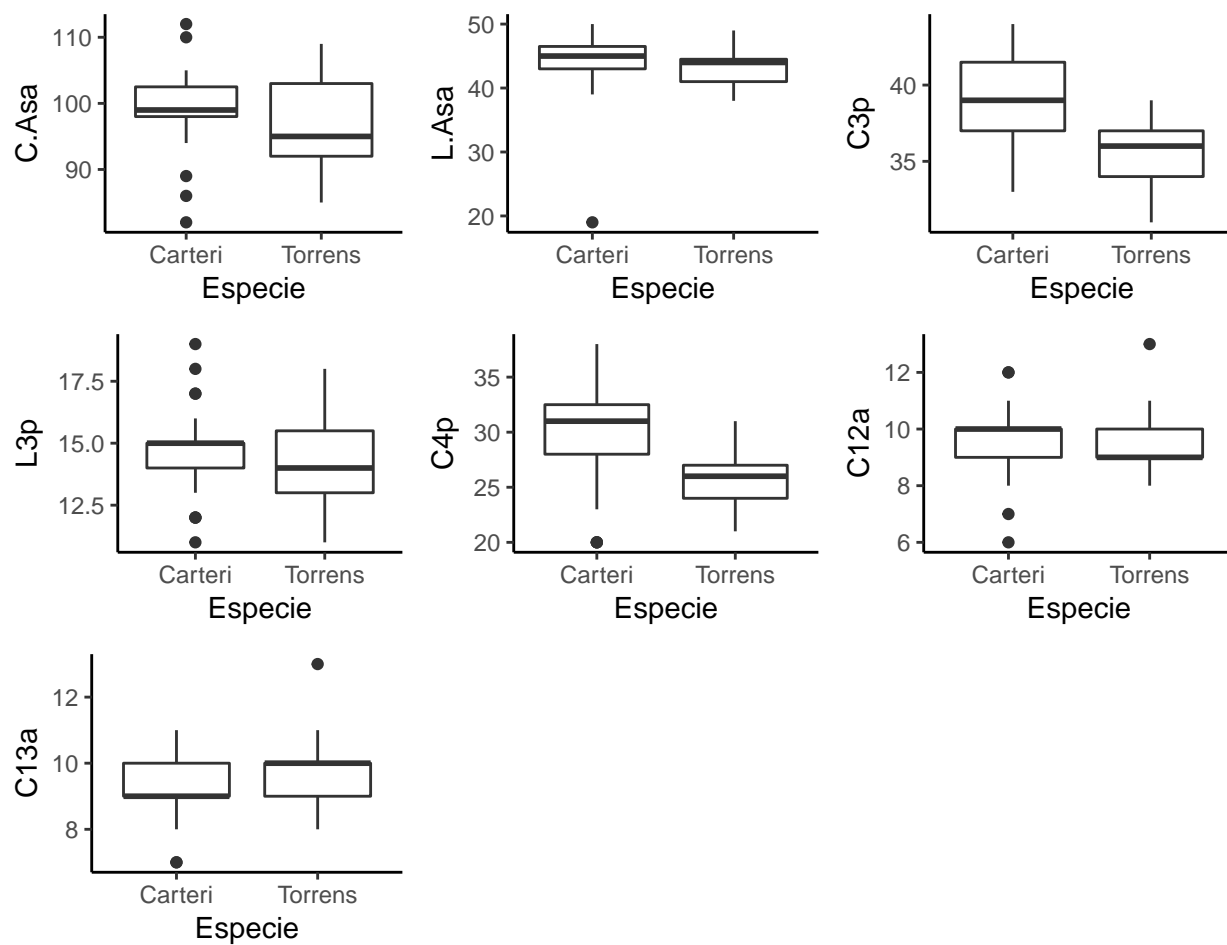 C.Asa
110
100
90
Carteri Torrens
Especie
L.Asa
50
40
30
20
Carteri Torrens
Especie
C3p
40
35
Carteri Torrens
Especie
L3p
17.5
15.0
12.5
Carteri Torrens
Especie
C4p
35
30
25
20
Carteri Torrens
Especie
C12a
12
10
8
6
Carteri Torrens
Especie
C13a
12
10
8
Carteri Torrens
Especie